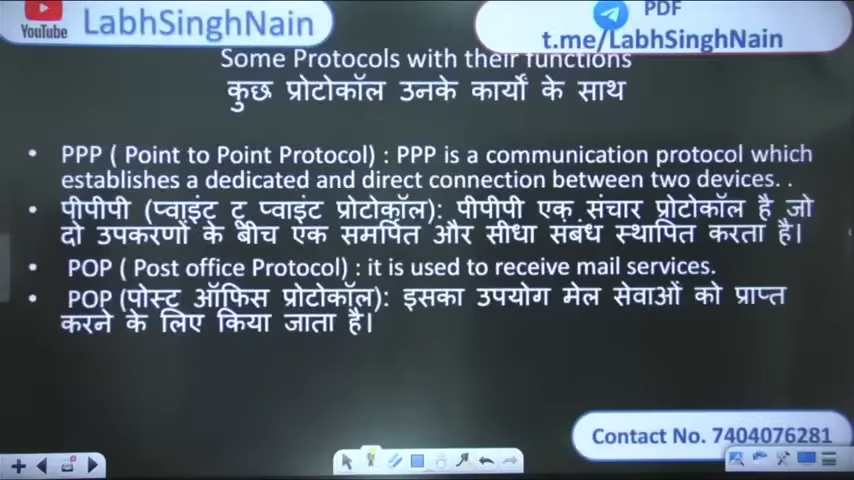 YouTube
LabhSinghNain
PDF
t.me/LabhSinghNain
Some Protocols with their functions
कुछ प्रोटोकॉल उनके कार्यों के साथ
• PPP ( Point to Point Protocol) : PPP is a communication protocol which
establishes a dedicated and direct connection between two devices. .
• पीपीपी (प्वाइंट टू प्वाइंट प्रोटोकॉल): पीपीपी एक संचार प्रोटोकॉल है जो
दो उपकरणों के बीच एक समर्पित और सीधा संबंध स्थापित करता है।
• POP ( Post office Protocol) : it is used to receive mail services.
• POP (पोस्ट ऑफिस प्रोटोकॉल): इसका उपयोग मेल सेवाओं को प्राप्त
करने के लिए किया जाता है।
Contact No. 7404076281